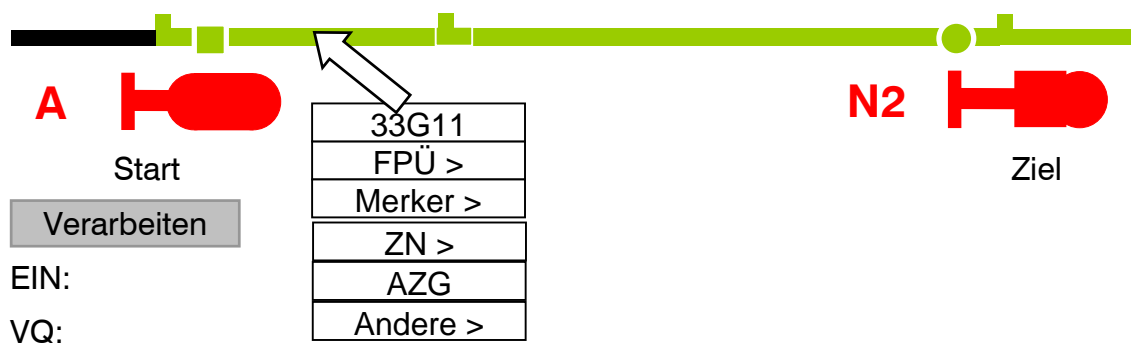 A
N2
33G11
Start
FPÜ >
Ziel
Merker >
Verarbeiten
ZN >
EIN:
AZG
VQ:
Andere >